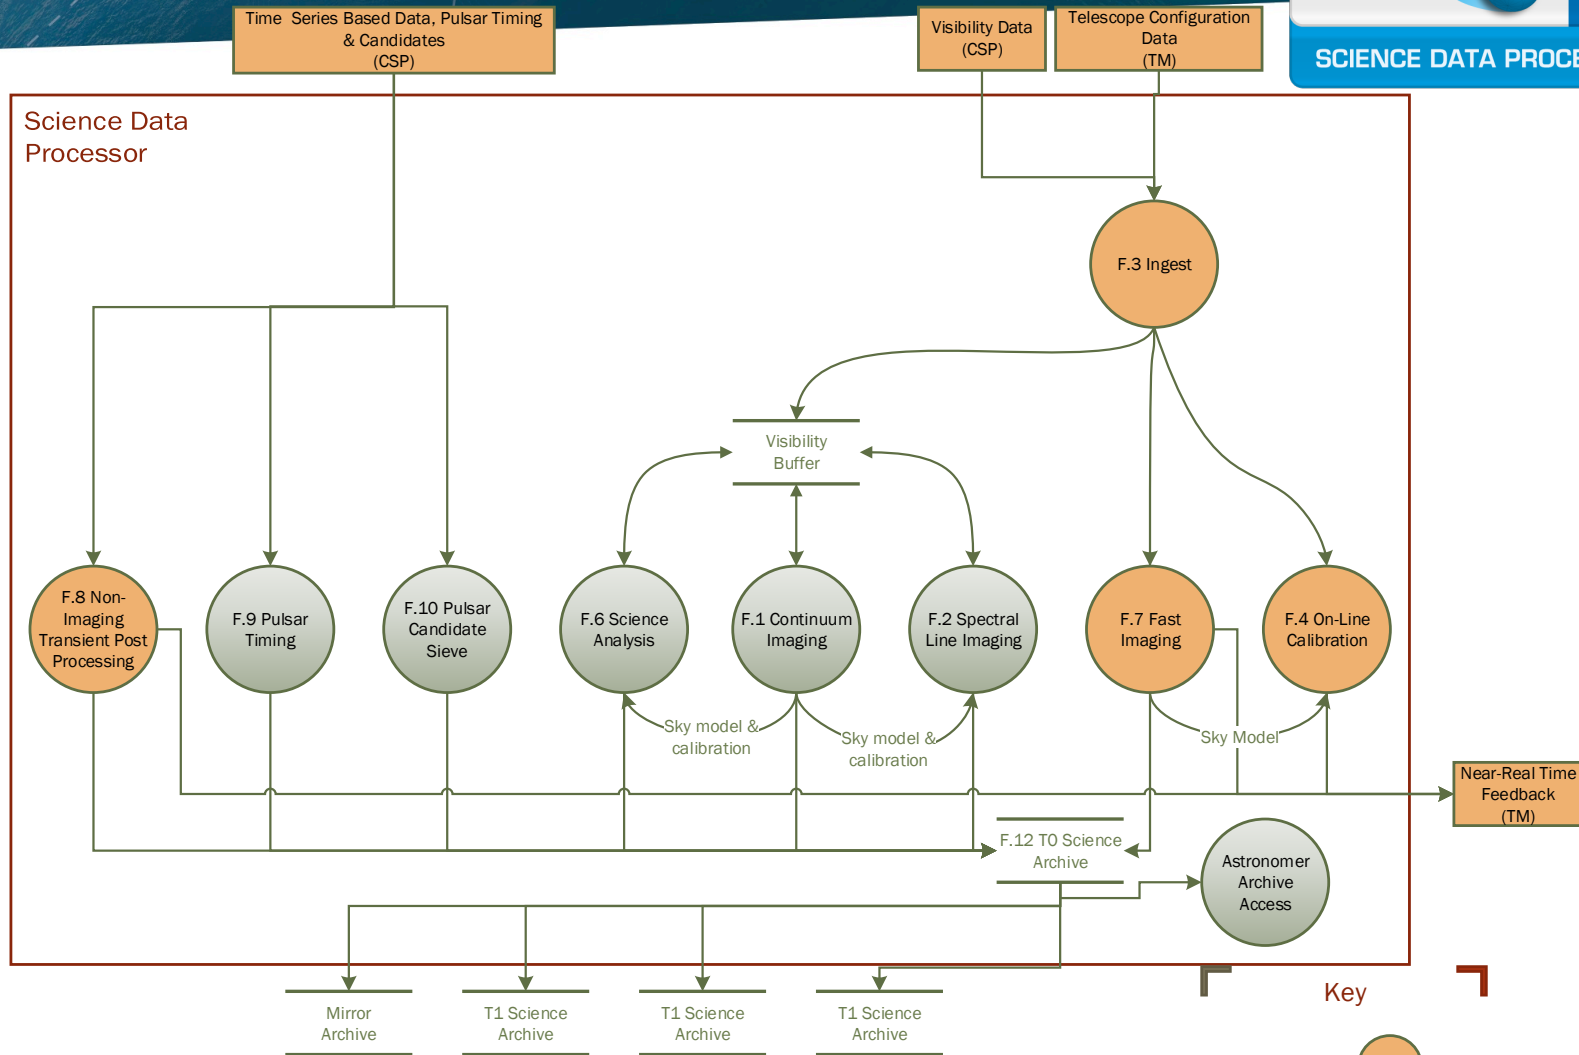 Time Series Based Data, Pulsar Timing
& Candidates
(CSP)
Visibility Data
(CSP)
Telescope Configuration
Data
(TM)
SCIENCE DATA
Science Data
Processor
F.3 Ingest
Visibility
Buffer
F.8 Non-
Imaging
Transient Post
Processing
F.9 Pulsar
Timing
F.10 Pulsar
Candidate
Sieve
F.6 Science
Analysis
F.1 Continuum
Imaging
F.2 Spectral
Line Imaging
F.7 Fast
Imaging
F.4 On-Line
Calibration
Sky model &
calibration
Sky model &
calibration
Sky Model
Near-Real Time
Feedback
(TM)
F.12 T0 Science
Archive
Astronomer
Archive
Access
Mirror
Archive
T1 Science
Archive
T1 Science
Archive
T1 Science
Archive
Key